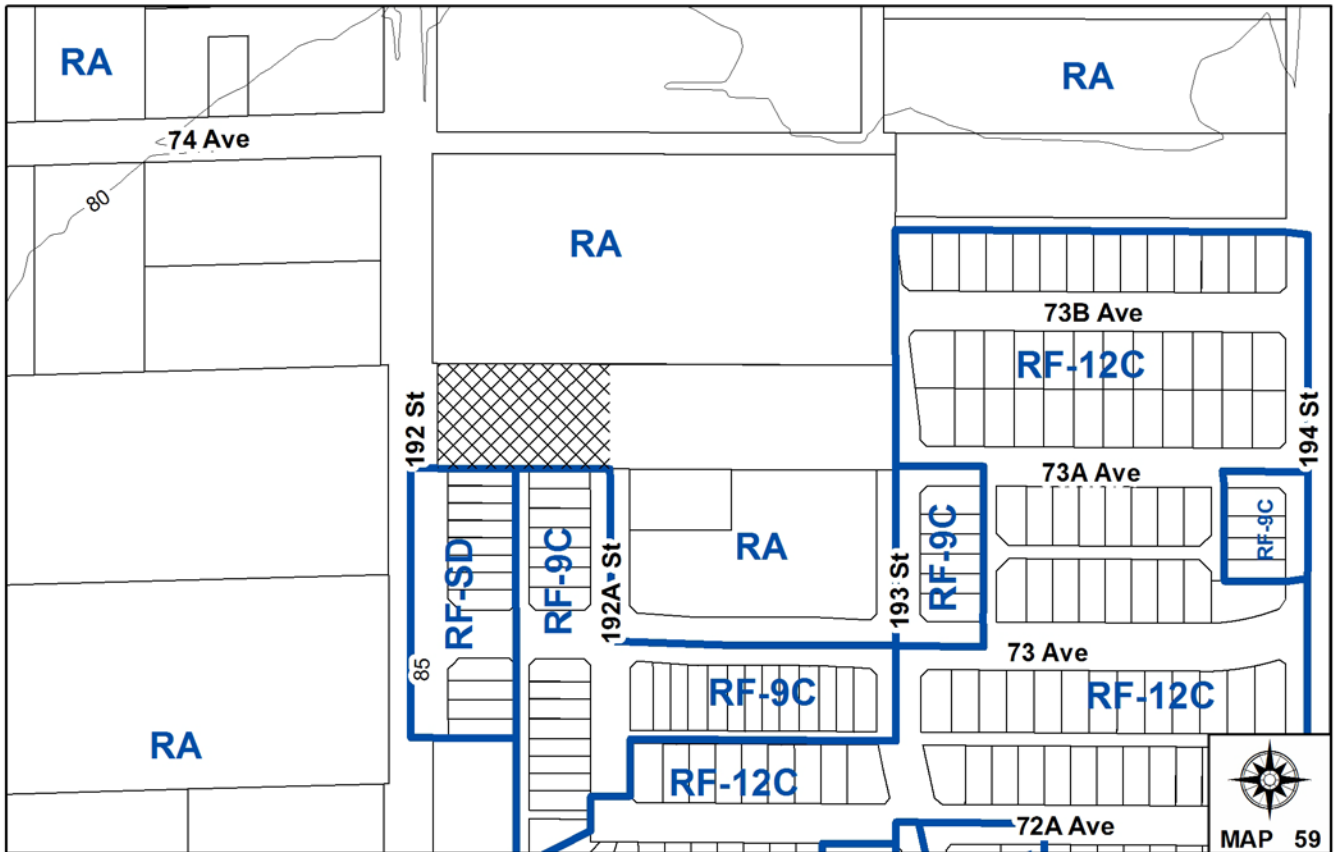 RA
RA
74 Ave
80
RA
73B Ave
RF-12C
192 St
194 St
73A Ave
RF-9C
RF-9C
RF-SD
RF-9C
RA
192A St
193 St
73 Ave
85
RF-9C
RF-12C
RA
RF-12C
72A Ave
MAP 59